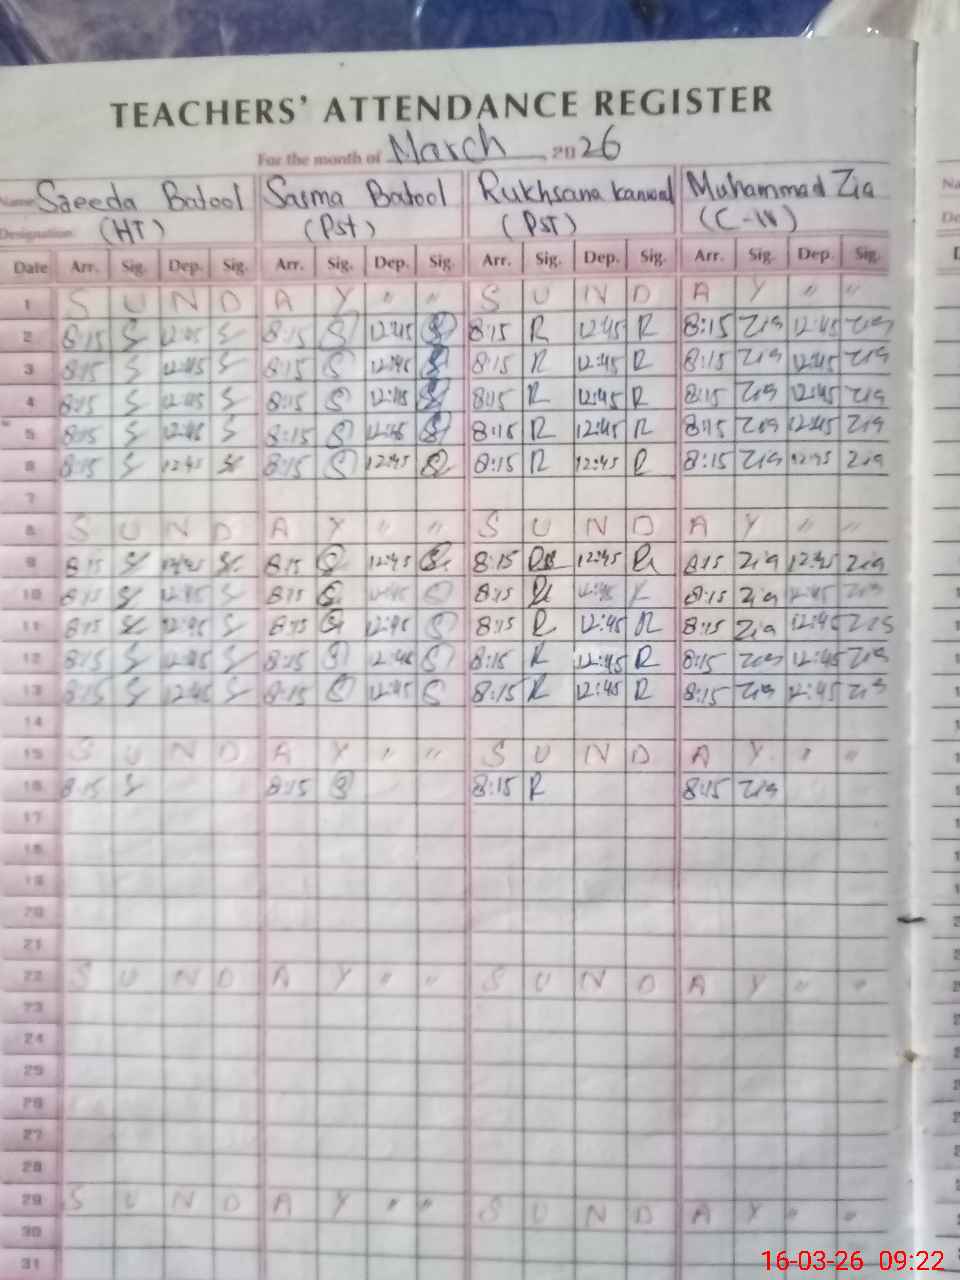 TEACHERS' ATTENDANCE REGISTER
For the month of March 2026
Name Saeeda Batool Sasma Batool Rukhsana Kanwal Muhammad Zia
Designation (HT) (Pst) (PST) (C-IV)
Date Arr. Sig. Dep. Sig. Arr. Sig. Dep. Sig. Arr. Sig. Dep. Sig. Arr. Sig. Dep. Sig.
1 S U N D A Y " " S U N D A Y " "
2 8:15 S 12:45 S 8:15 S 12:45 S 8:15 R 12:45 R 8:15 Zia 12:45 Zia
3 8:15 S 12:45 S 8:15 S 12:45 S 8:15 R 12:45 R 8:15 Zia 12:45 Zia
4 8:15 S 12:45 S 8:15 S 12:45 S 8:15 R 12:45 R 8:15 Zia 12:45 Zia
5 8:15 S 12:45 S 8:15 S 12:45 S 8:15 R 12:45 R 8:15 Zia 12:45 Zia
6 8:15 S 12:45 S 8:15 S 12:45 S 8:15 R 12:45 R 8:15 Zia 12:45 Zia
7
8 S U N D A Y " " S U N D A Y " "
9 8:15 S 12:45 S 8:15 S 12:45 S 8:15 12:45 R 8:15 Zia 12:45 Zia
10 8:15 S 12:45 S 8:15 S 12:45 S 8:15 R 12:45 R 8:15 Zia 12:45 Zia
11 8:15 S 12:45 S 8:15 S 12:45 S 8:15 R 12:45 R 8:15 Zia 12:45 Zia
12 8:15 S 12:45 S 8:15 S 12:45 S 8:15 R 12:45 R 8:15 Zia 12:45 Zia
13 8:15 S 12:45 S 8:15 S 12:45 S 8:15 R 12:45 R 8:15 Zia 12:45 Zia
14
15 S U N D A Y " " S U N D A Y " "
16 8:15 S 8:15 S 8:15 R 8:15 Zia
17
18
19
20
21
22 S U N D A Y " " S U N D A Y " "
23
24
25
26
27
28
29 S U N D A Y " " S U N D A Y " "
30
31
16-03-26 09:22